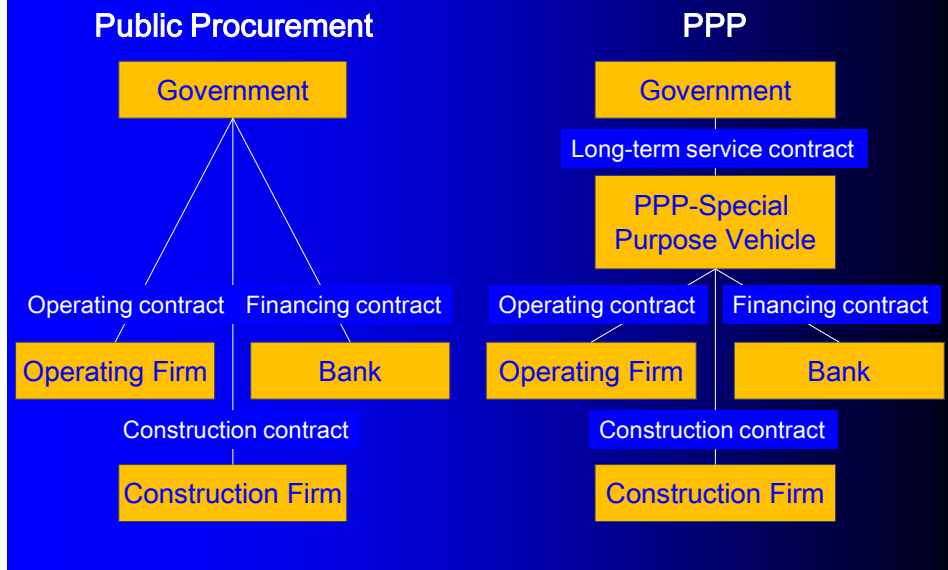 Public Procurement
Government
Operating contract
Financing contract
Operating Firm
Bank
Construction contract
Construction Firm
PPP
Government
Long-term service contract
PPP-Special
Purpose Vehicle
Operating contract
Financing contract
Operating Firm
Bank
Construction contract
Construction Firm